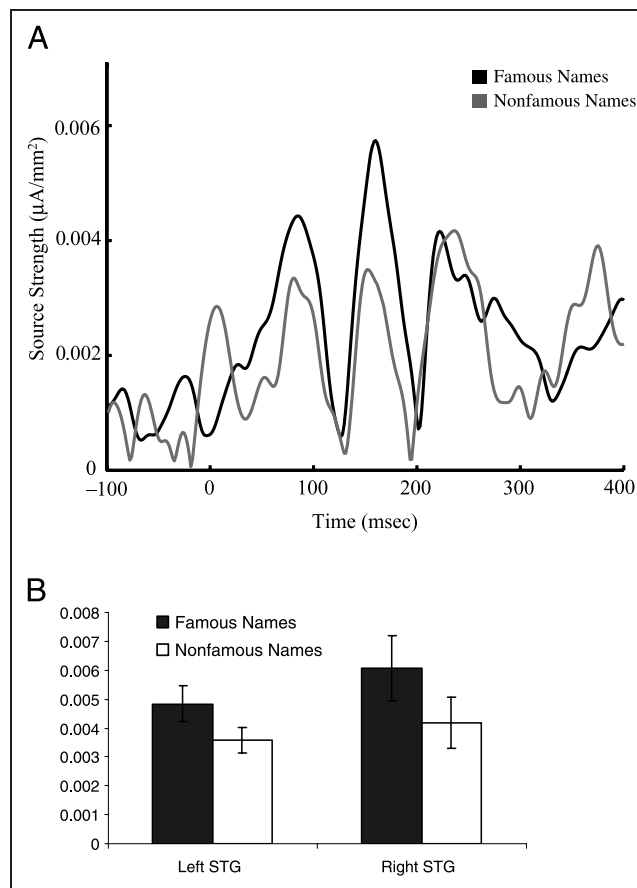 A
Famous Names
Nonfamous Names
Source Strength (µA/mm²)
0.006
0.004
0.002
0
–100
0
100
200
300
400
Time (msec)
B
0.008
0.007
0.006
0.005
0.004
0.003
0.002
0.001
0
Famous Names
Nonfamous Names
Left STG
Right STG